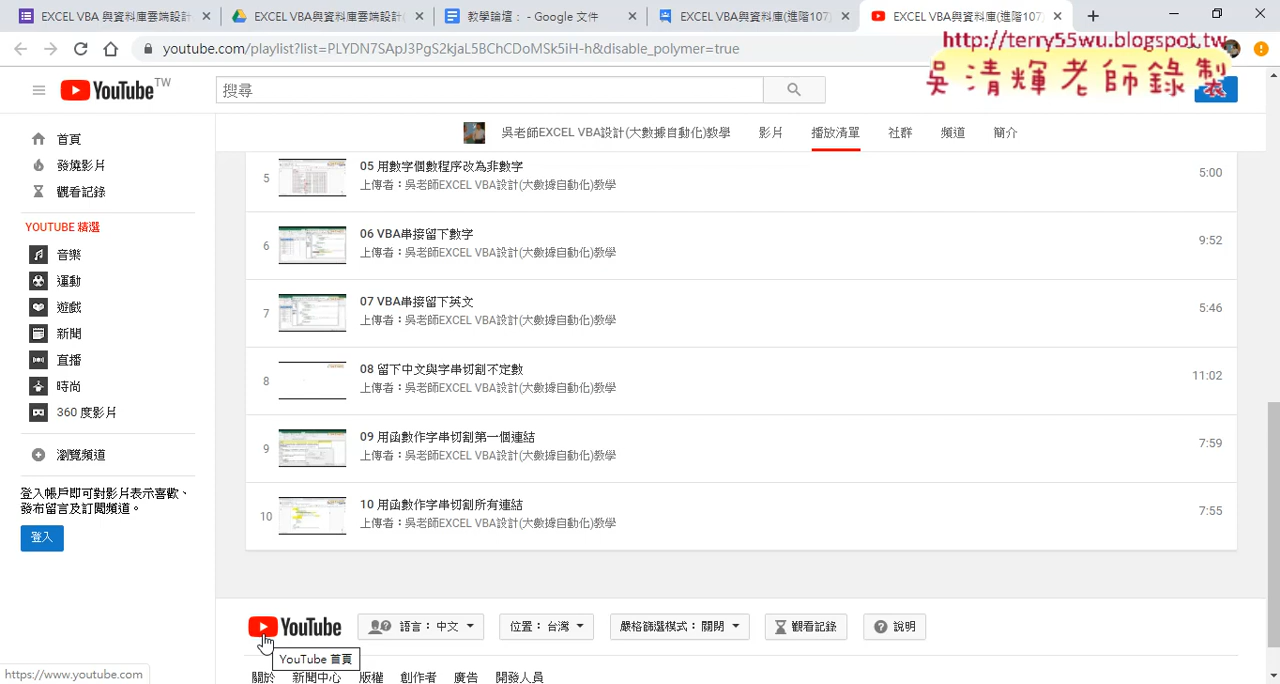 EXCEL VBA與資料庫雲端設計
EXCEL VBA與資料庫雲端設計
教學論壇： - Google 文件
EXCEL VBA與資料庫(進階107)
EXCEL VBA與資料庫(進階107)
youtube.com/playlist?list=PLYDN7SApJ3PgS2kjaL5BChCDoMSk5iH-h&disable_polymer=true
http://terry55wu.blogspot.tw
吳清輝老師錄製
YouTube TW
搜尋
吳老師EXCEL VBA設計(大數據自動化)教學
影片
播放清單
社群
頻道
簡介
首頁
發燒影片
觀看記錄
YOUTUBE 精選
音樂
運動
遊戲
新聞
直播
時尚
360 度影片
瀏覽頻道
登入帳戶即可對影片表示喜歡、
發布留言及訂閱頻道。
登入
5
05 用數字個數程序改為非數字
上傳者：吳老師EXCEL VBA設計(大數據自動化)教學
5:00
6
06 VBA串接留下數字
上傳者：吳老師EXCEL VBA設計(大數據自動化)教學
9:52
7
07 VBA串接留下英文
上傳者：吳老師EXCEL VBA設計(大數據自動化)教學
5:46
8
08 留下中文與字串切割不定數
上傳者：吳老師EXCEL VBA設計(大數據自動化)教學
11:02
9
09 用函數作字串切割第一個連結
上傳者：吳老師EXCEL VBA設計(大數據自動化)教學
7:59
10
10 用函數作字串切割所有連結
上傳者：吳老師EXCEL VBA設計(大數據自動化)教學
7:55
YouTube
語言： 中文
位置： 台灣
嚴格篩選模式： 關閉
觀看記錄
說明
YouTube 首頁
關於
新聞中心
版權
創作者
廣告
開發人員
https://www.youtube.com